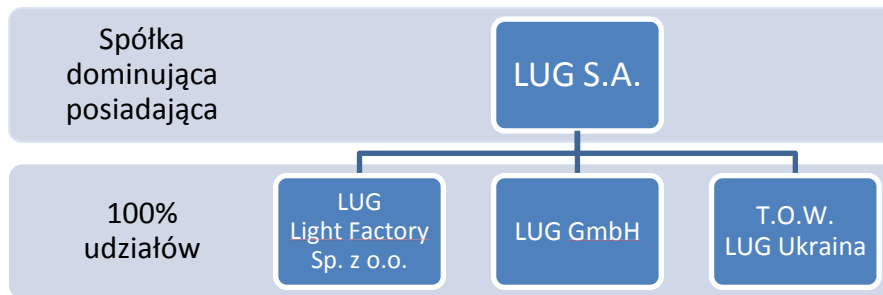 Spółka
dominująca
posiadająca
LUG S.A.
100%
udziałów
LUG
Light Factory
Sp. z o.o.
LUG GmbH
T.O.W.
LUG Ukraina